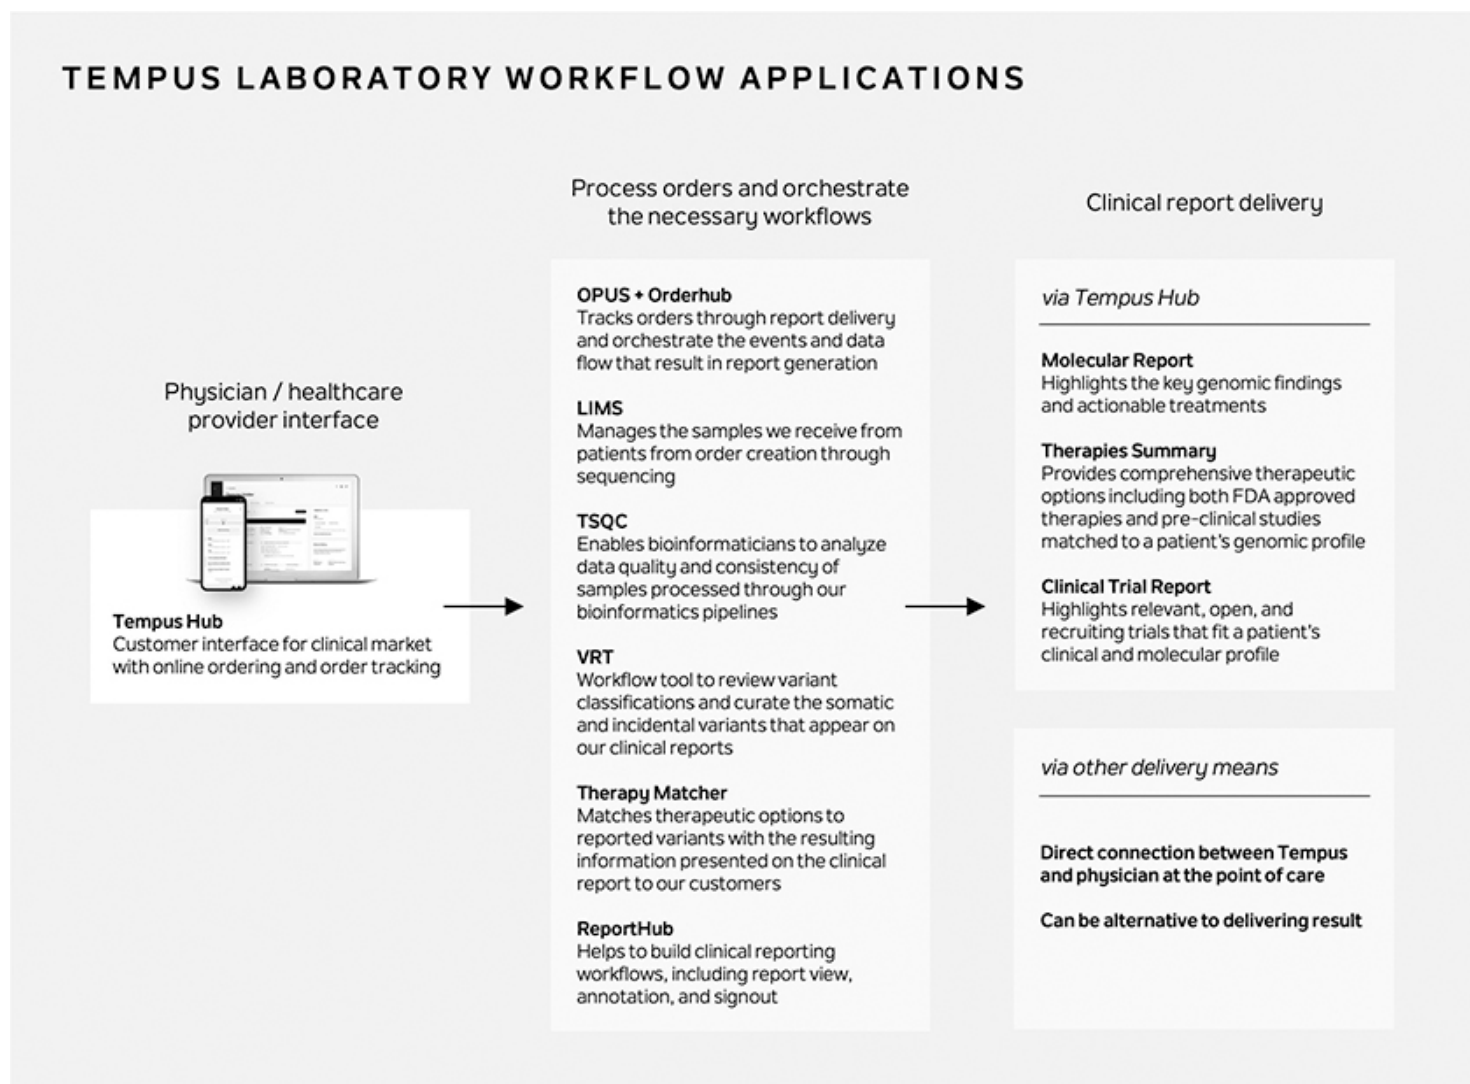 TEMPUS LABORATORY WORKFLOW APPLICATIONS
Physician / healthcare
provider interface
Tempus Hub
Customer interface for clinical market
with online ordering and order tracking
Process orders and orchestrate
the necessary workflows
OPUS + Orderhub
Tracks orders through report delivery
and orchestrate the events and data
flow that result in report generation
LIMS
Manages the samples we receive from
patients from order creation through
sequencing
TSQC
Enables bioinformaticians to analyze
data quality and consistency of
samples processed through our
bioinformatics pipelines
VRT
Workflow tool to review variant
classifications and curate the somatic
and incidental variants that appear on
our clinical reports
Therapy Matcher
Matches therapeutic options to
reported variants with the resulting
information presented on the clinical
report to our customers
ReportHub
Helps to build clinical reporting
workflows, including report view,
annotation, and signout
Clinical report delivery
via Tempus Hub
Molecular Report
Highlights the key genomic findings
and actionable treatments
Therapies Summary
Provides comprehensive therapeutic
options including both FDA approved
therapies and pre-clinical studies
matched to a patient's genomic profile
Clinical Trial Report
Highlights relevant, open, and
recruiting trials that fit a patient's
clinical and molecular profile
via other delivery means
Direct connection between Tempus
and physician at the point of care
Can be alternative to delivering result